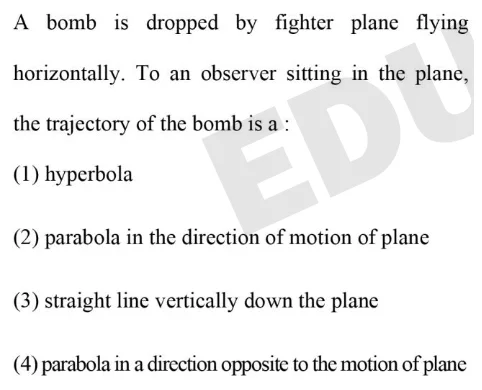 A bomb is dropped by fighter plane flying
horizontally. To an observer sitting in the plane,
the trajectory of the bomb is a :
(1) hyperbola
(2) parabola in the direction of motion of plane
(3) straight line vertically down the plane
(4) parabola in a direction opposite to the motion of plane
EDU